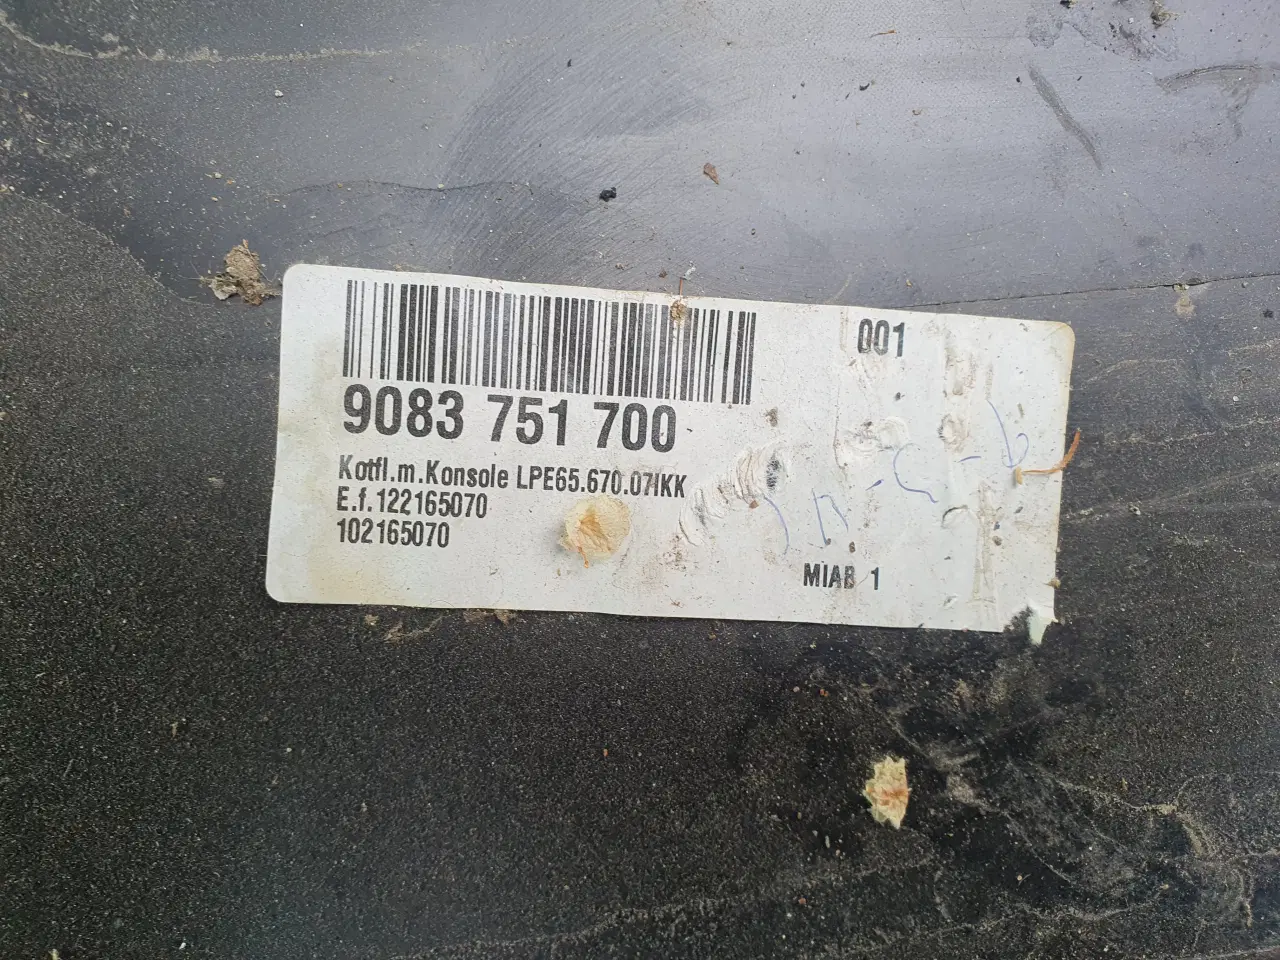 001
9083 751 700
Kotfl.m.Konsole LPE65.670.07IKK
E.f.122165070
102165070
MIAB 1